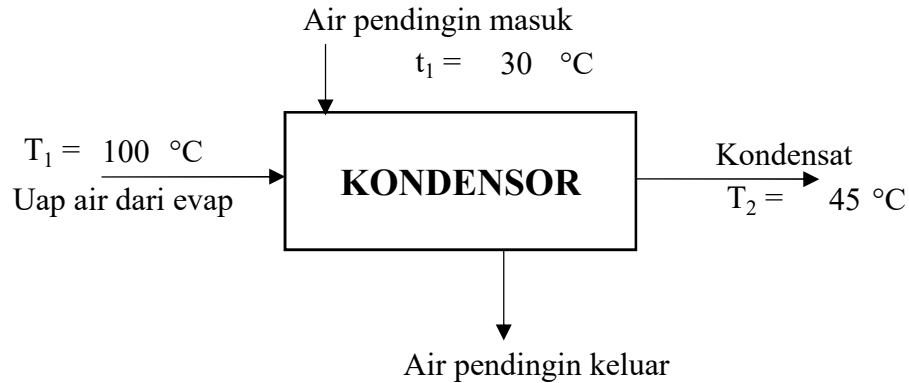 Air pendingin masuk
t₁ = 30 °C
T₁ = 100 °C
Uap air dari evap
KONDENSOR
Kondensat
T₂ = 45 °C
Air pendingin keluar